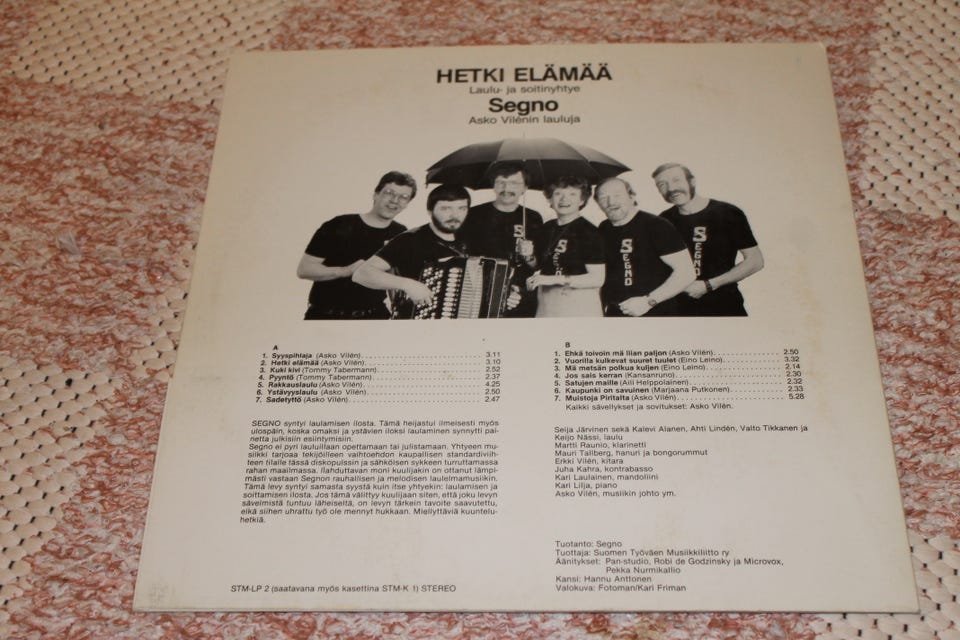 HETKI ELÄMÄÄ
Laulu- ja soitinyhtye
Segno
Asko Vilénin lauluja
SEGNO
SEGNO
SEGNO
SEGNO
A
1. Syyspihlaja (Asko Vilén) 3.11
2. Hetki elämää (Asko Vilén) 3.10
3. Kuki kivi (Tommy Tabermann) 2.52
4. Pyyntö (Tommy Tabermann) 2.37
5. Rakkauslaulu (Asko Vilén) 4.25
6. Ystävyyslaulu (Asko Vilén) 2.50
7. Sadetyttö (Asko Vilén) 2.47
SEGNO syntyi laulamisen ilosta. Tämä heijastui ilmeisesti myös
ulospäin, koska omaksi ja ystävien iloksi laulaminen synnytti pai-
netta julkisiin esiintymisiin.
Segno ei pyri lauluillaan opettamaan tai julistamaan. Yhtyeen mu-
siikki tarjoaa tekijöilleen vaihtoehdon kaupallisen standardiviih-
teen tilalle tässä diskopulssin ja sähköisen sykkeen turruttamassa
rahan maailmassa. Ilahduttavan moni kuulijakin on ottanut lämpi-
mästi vastaan Segnon rauhallisen ja melodisen laulelmamusiikin.
Tämä levy syntyi samasta syystä kuin itse yhtyekin: laulamisen ja
soittamisen ilosta. Jos tämä välittyy kuulijaan siten, että joku levyn
sävelmistä tuntuu läheiseltä, on levyn tärkein tavoite saavutettu,
eikä siihen uhrattu työ ole mennyt hukkaan. Miellyttäviä kuuntelu-
hetkiä.
STM-LP 2 (saatavana myös kasettina STM-K 1) STEREO
B
1. Ehkä toivoin mä liian paljon (Asko Vilén) 2.50
2. Vuorilla kulkevat suuret tuulet (Eino Leino) 3.32
3. Mä metsän polkua kuljen (Eino Leino) 2.14
4. Jos sais kerran (Kansanruno) 2.30
5. Satujen maille (Aili Helppolainen) 2.32
6. Kaupunki on savuinen (Marjaana Putkonen) 2.33
7. Muistoja Piritalta (Asko Vilén) 5.28
Kaikki sävellykset ja sovitukset: Asko Vilén.
Seija Järvinen sekä Kalevi Alanen, Ahti Lindén, Valto Tikkanen ja
Keijo Nässi, laulu
Martti Raunio, klarinetti
Mauri Tallberg, hanuri ja bongorummut
Erkki Vilén, kitara
Juha Kahra, kontrabasso
Kari Laulainen, mandoliini
Kari Lilja, piano
Asko Vilén, musiikin johto ym.
Tuotanto: Segno
Tuottaja: Suomen Työväen Musiikkiliitto ry
Äänitykset: Pan-studio, Robi de Godzinsky ja Microvox,
Pekka Nurmikallio
Kansi: Hannu Anttonen
Valokuva: Fotoman/Kari Friman